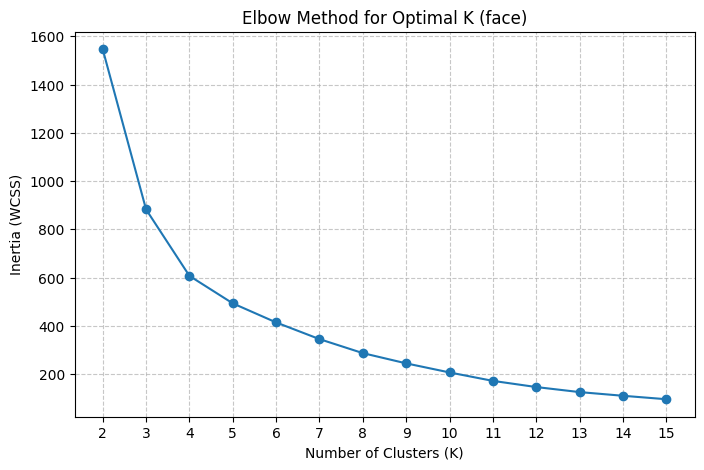 Elbow Method for Optimal K (face)
Inertia (WCSS)
1600
1400
1200
1000
800
600
400
200
2 3 4 5 6 7 8 9 10 11 12 13 14 15
Number of Clusters (K)